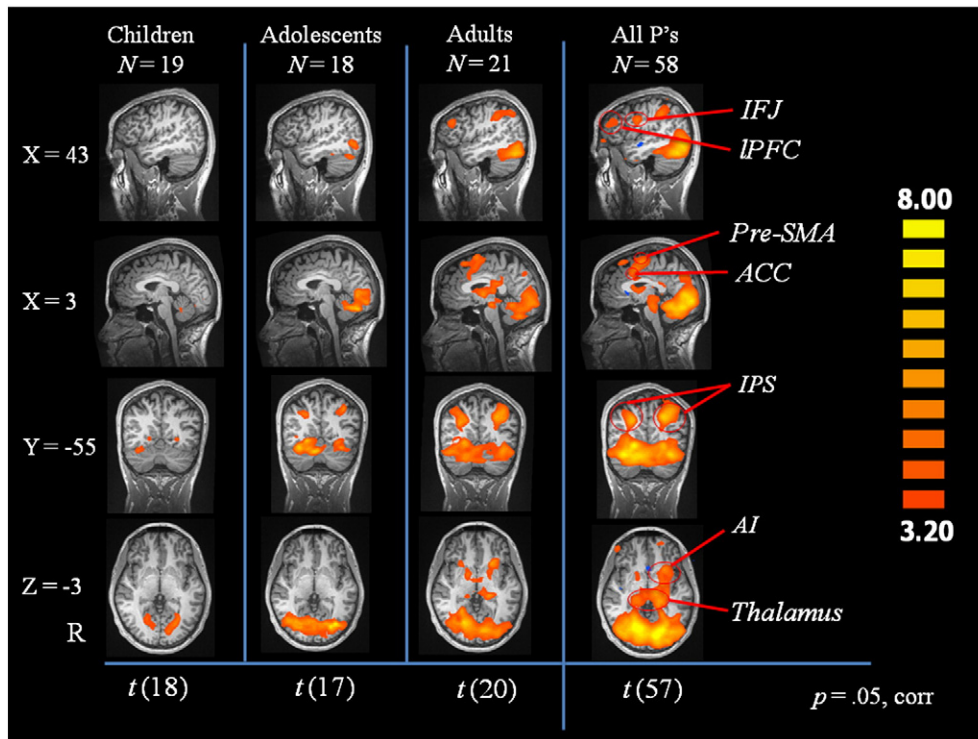 Children
N = 19
Adolescents
N = 18
Adults
N = 21
All P's
N = 58
X = 43
IFJ
lPFC
X = 3
Pre-SMA
ACC
Y = -55
IPS
Z = -3
R
AI
Thalamus
8.00
3.20
t (18)
t (17)
t (20)
t (57)
p = .05, corr